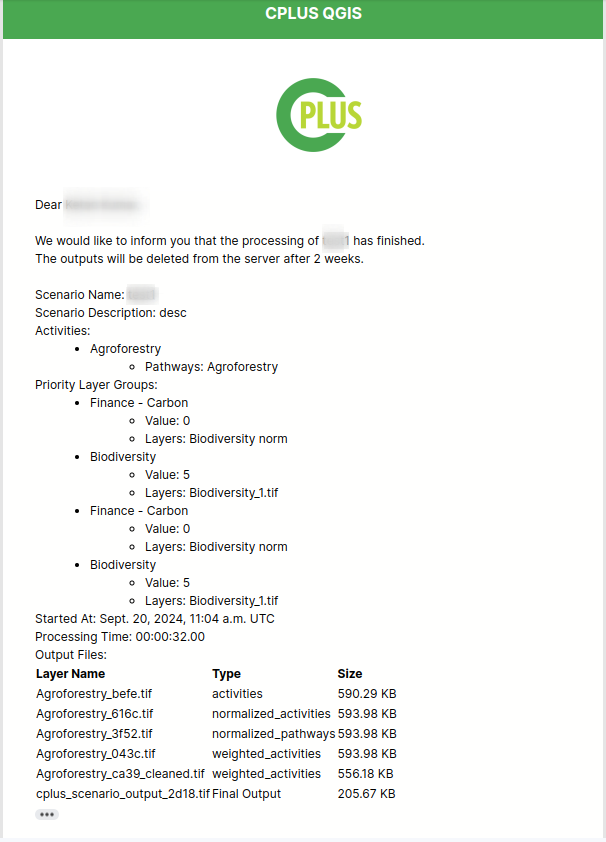 CPLUS QGIS
CPLUS
Dear
We would like to inform you that the processing of 1 has finished.
The outputs will be deleted from the server after 2 weeks.
Scenario Name:
Scenario Description: desc
Activities:
• Agroforestry
◦ Pathways: Agroforestry
Priority Layer Groups:
• Finance - Carbon
◦ Value: 0
◦ Layers: Biodiversity norm
• Biodiversity
◦ Value: 5
◦ Layers: Biodiversity_1.tif
• Finance - Carbon
◦ Value: 0
◦ Layers: Biodiversity norm
• Biodiversity
◦ Value: 5
◦ Layers: Biodiversity_1.tif
Started At: Sept. 20, 2024, 11:04 a.m. UTC
Processing Time: 00:00:32.00
Output Files:
Layer Name Type Size
Agroforestry_befe.tif activities 590.29 KB
Agroforestry_616c.tif normalized_activities 593.98 KB
Agroforestry_3f52.tif normalized_pathways 593.98 KB
Agroforestry_043c.tif weighted_activities 593.98 KB
Agroforestry_ca39_cleaned.tif weighted_activities 556.18 KB
cplus_scenario_output_2d18.tif Final Output 205.67 KB
•••